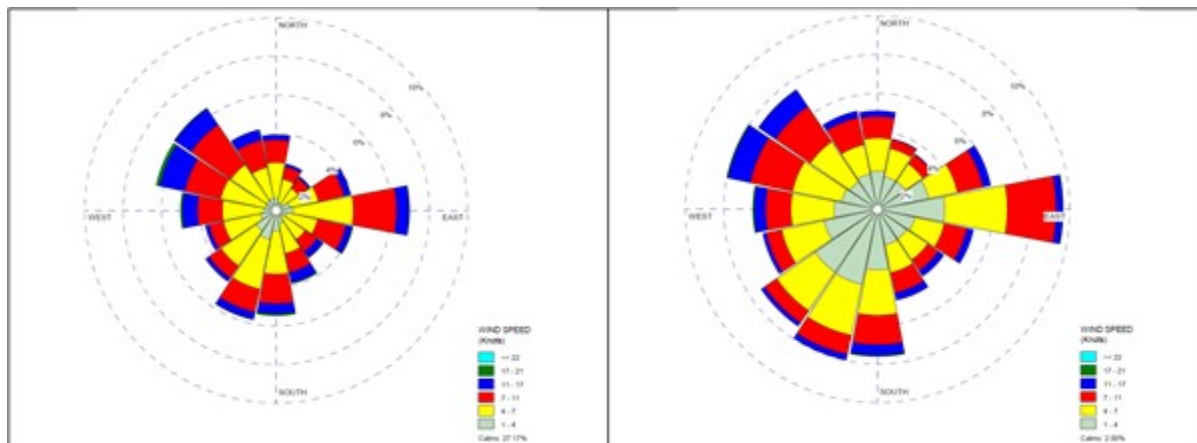 NORTH
10%
8%
6%
4%
2%
WEST
EAST
SOUTH
WIND SPEED
(Knots)
>= 22
17 - 21
11 - 17
7 - 11
4 - 7
1 - 4
Calms: 27.17%
NORTH
10%
8%
6%
4%
2%
WEST
EAST
SOUTH
WIND SPEED
(Knots)
>= 22
17 - 21
11 - 17
7 - 11
4 - 7
1 - 4